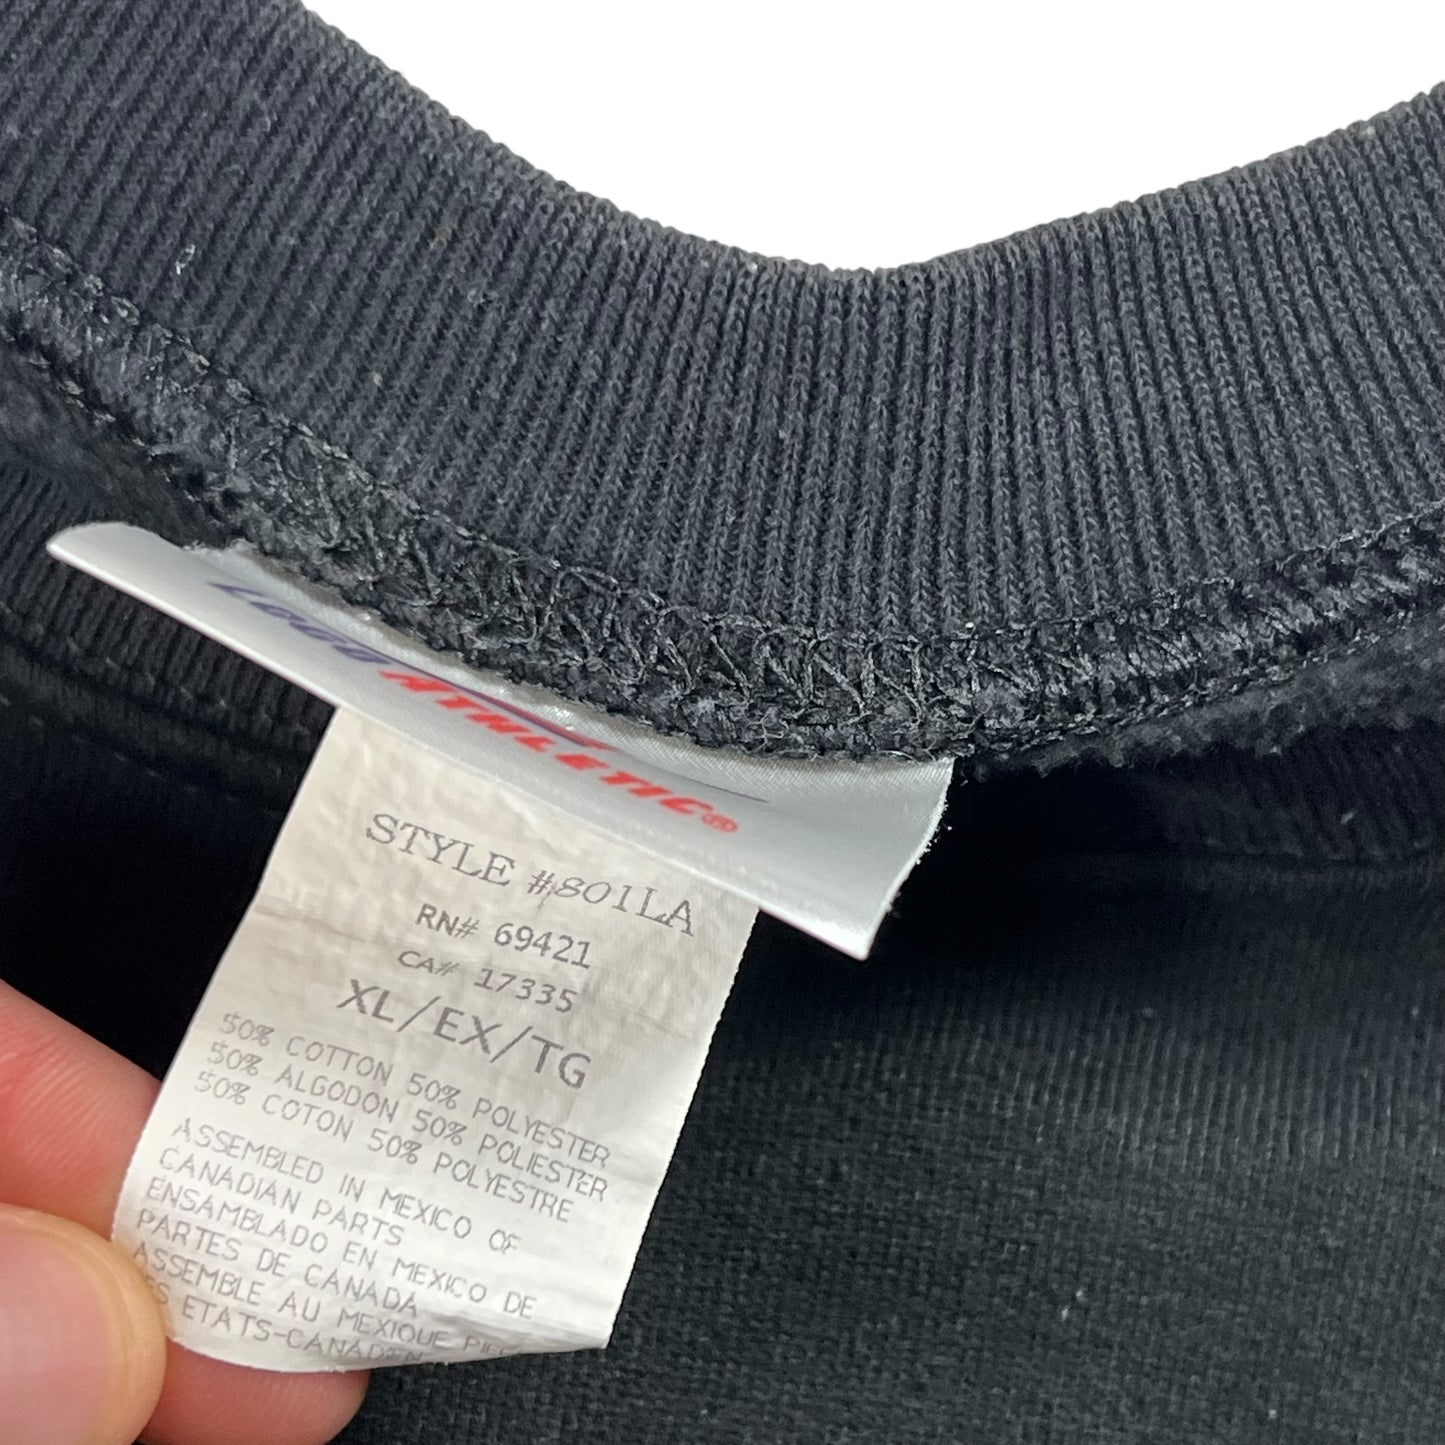 LOGO ATHLETIC®
STYLE #801LA
RN# 69421
CA# 17335
XL/EX/TG
50% COTTON 50% POLYESTER
50% ALGODON 50% POLIESTER
50% COTON 50% POLYESTRE
ASSEMBLED IN MEXICO OF
CANADIAN PARTS
ENSAMBLADO EN MEXICO DE
PARTES DE CANADA
ASSEMBLE AU MEXIQUE
ETATS-CANADIEN